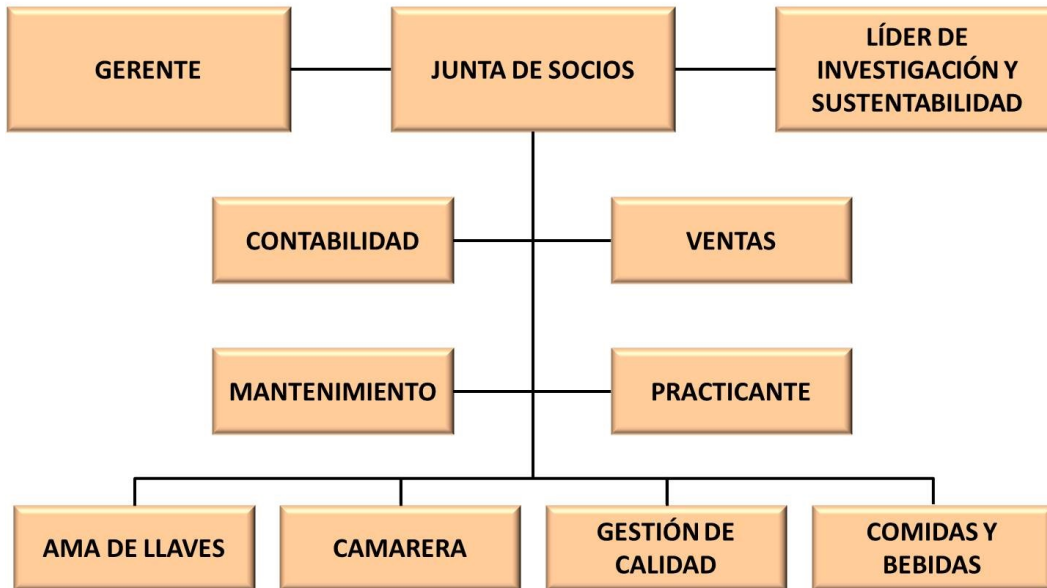 GERENTE
JUNTA DE SOCIOS
LÍDER DE
INVESTIGACIÓN Y
SUSTENTABILIDAD
CONTABILIDAD
VENTAS
MANTENIMIENTO
PRACTICANTE
AMA DE LLAVES
CAMARERA
GESTIÓN DE
CALIDAD
COMIDAS Y
BEBIDAS